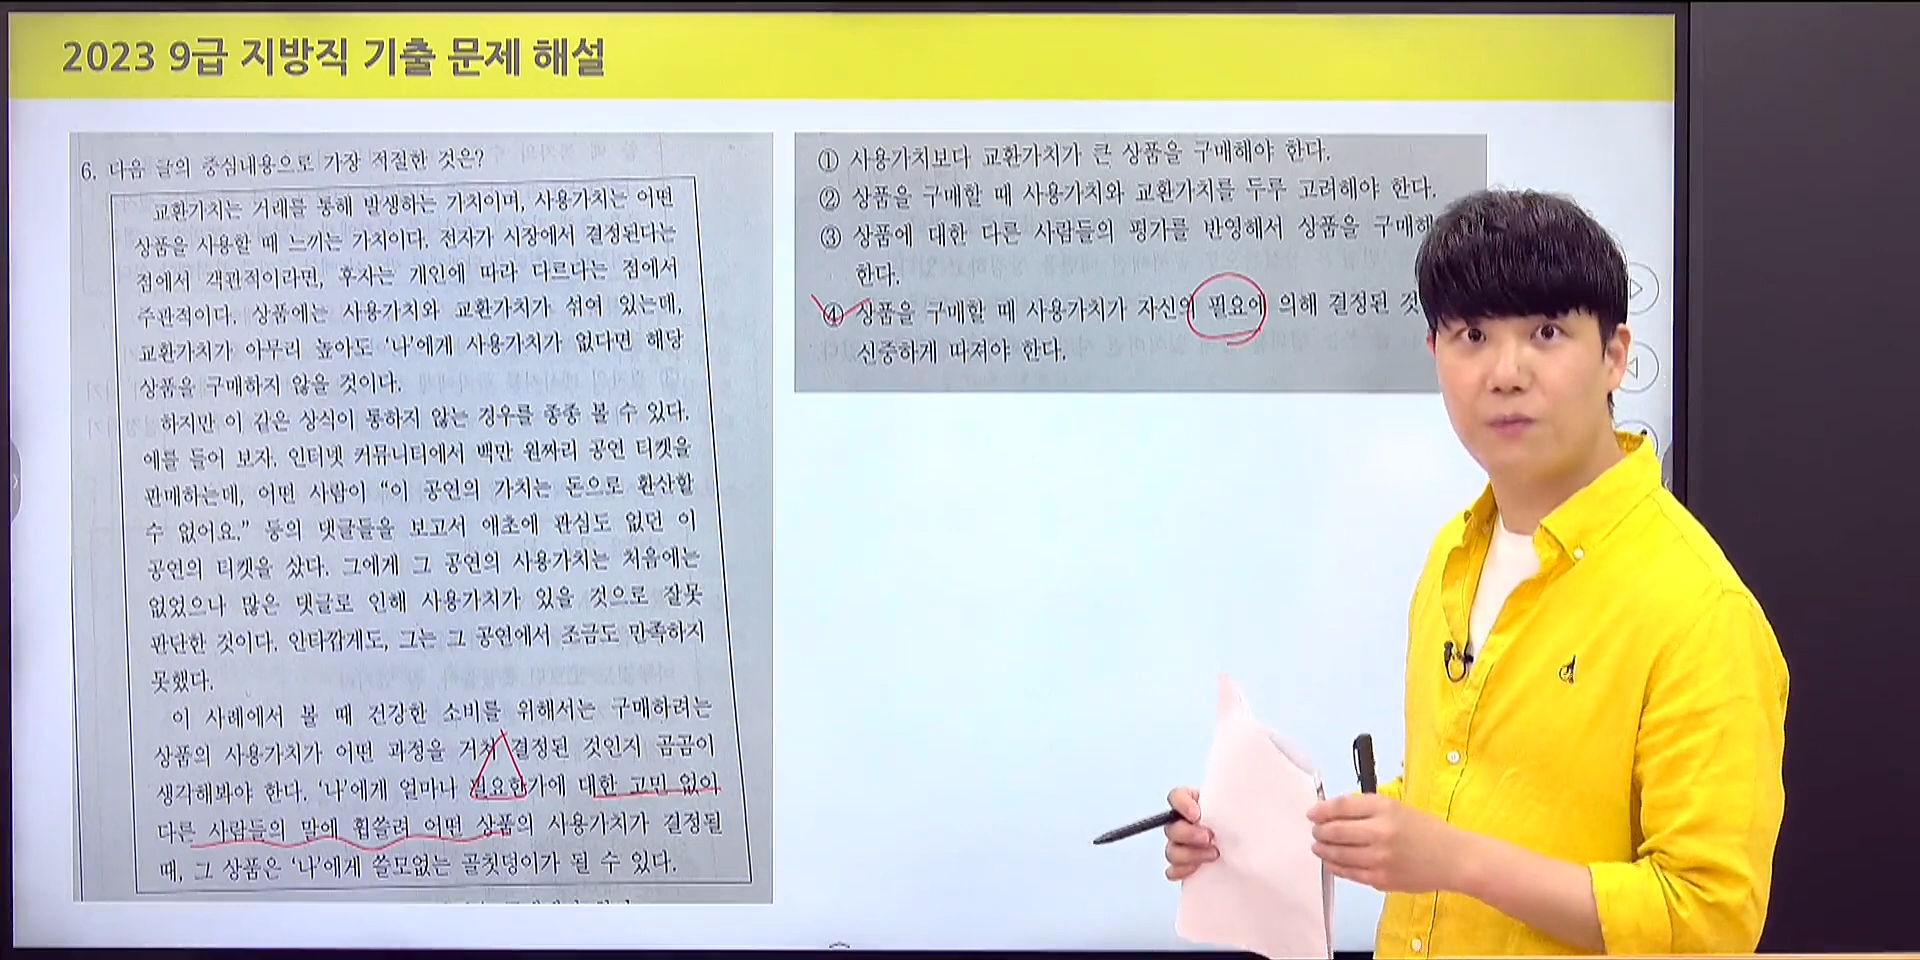 2023 9급 지방직 기출 문제 해설
6. 다음 글의 중심내용으로 가장 적절한 것은?
교환가치는 거래를 통해 발생하는 가치이며, 사용가치는 어떤
상품을 사용할 때 느끼는 가치이다. 전자가 시장에서 결정된다는
점에서 객관적이라면, 후자는 개인에 따라 다르다는 점에서
주관적이다. 상품에는 사용가치와 교환가치가 섞여 있는데,
교환가치가 아무리 높아도 ‘나’에게 사용가치가 없다면 해당
상품을 구매하지 않을 것이다.
하지만 이 같은 상식이 통하지 않는 경우를 종종 볼 수 있다.
예를 들어 보자. 인터넷 커뮤니티에서 백만 원짜리 공연 티켓을
판매하는데, 어떤 사람이 “이 공연의 가치는 돈으로 환산할
수 없어요.” 등의 댓글들을 보고서 애초에 관심도 없던 이
공연의 티켓을 샀다. 그에게 그 공연의 사용가치는 처음에는
없었으나 많은 댓글로 인해 사용가치가 있을 것으로 잘못
판단한 것이다. 안타깝게도, 그는 그 공연에서 조금도 만족하지
못했다.
이 사례에서 볼 때 건강한 소비를 위해서는 구매하려는
상품의 사용가치가 어떤 과정을 거쳐 결정된 것인지 곰곰이
생각해봐야 한다. ‘나’에게 얼마나 필요한가에 대한 고민 없이
다른 사람들의 말에 휩쓸려 어떤 상품의 사용가치가 결정될
때, 그 상품은 ‘나’에게 쓸모없는 골칫덩이가 될 수 있다.
① 사용가치보다 교환가치가 큰 상품을 구매해야 한다.
② 상품을 구매할 때 사용가치와 교환가치를 두루 고려해야 한다.
③ 상품에 대한 다른 사람들의 평가를 반영해서 상품을 구매해
한다.
④ 상품을 구매할 때 사용가치가 자신의 필요에 의해 결정된 것
신중하게 따져야 한다.